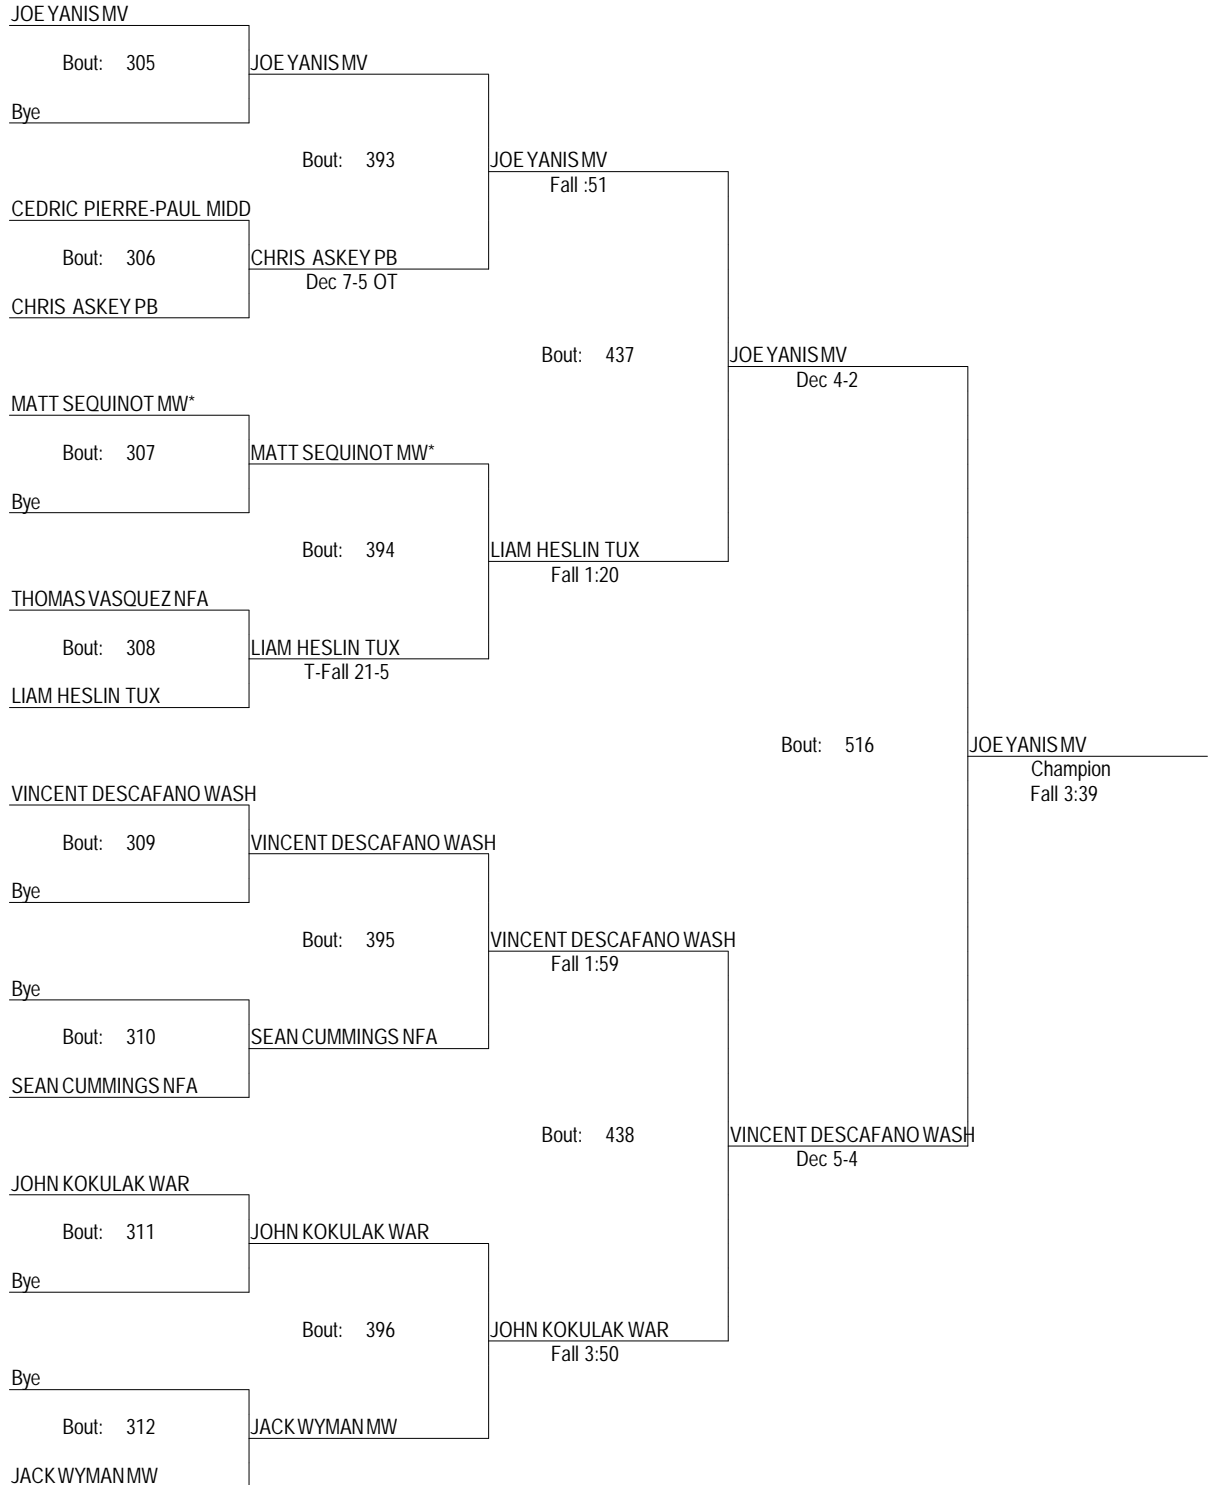 JOE YANIS MV
Bout: 305
JOE YANIS MV
Bye
Bout: 393
JOE YANIS MV
Fall :51
CEDRIC PIERRE-PAUL MIDD
Bout: 306
CHRIS ASKEY PB
Dec 7-5 OT
CHRIS ASKEY PB
Bout: 437
JOE YANIS MV
Dec 4-2
MATT SEQUINOT MW*
Bout: 307
MATT SEQUINOT MW*
Bye
Bout: 394
LIAM HESLIN TUX
Fall 1:20
THOMAS VASQUEZ NFA
Bout: 308
LIAM HESLIN TUX
T-Fall 21-5
LIAM HESLIN TUX
Bout: 516
JOE YANIS MV
Champion
Fall 3:39
VINCENT DESCAFANO WASH
Bout: 309
VINCENT DESCAFANO WASH
Bye
Bout: 395
VINCENT DESCAFANO WASH
Fall 1:59
Bye
Bout: 310
SEAN CUMMINGS NFA
SEAN CUMMINGS NFA
Bout: 438
VINCENT DESCAFANO WASH
Dec 5-4
JOHN KOKULAK WAR
Bout: 311
JOHN KOKULAK WAR
Bye
Bout: 396
JOHN KOKULAK WAR
Fall 3:50
Bye
Bout: 312
JACK WYMAN MW
JACK WYMAN MW